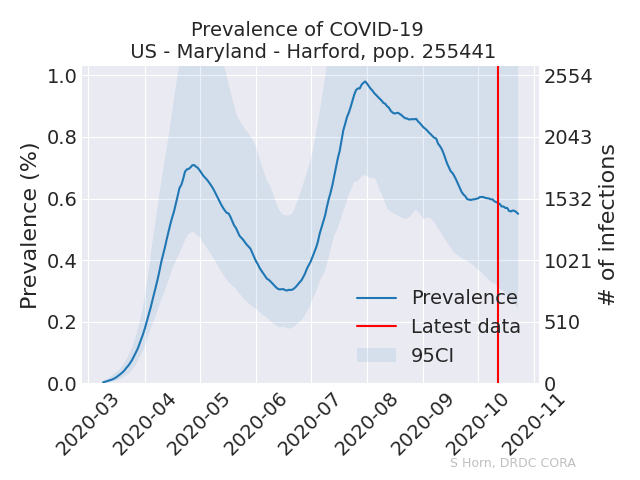 Prevalence of COVID-19
US - Maryland - Harford, pop. 255441
Prevalence (%)
1.0
0.8
0.6
0.4
0.2
0.0
2554
2043
1532
1021
510
0
# of infections
Prevalence
Latest data
95CI
2020-03
2020-04
2020-05
2020-06
2020-07
2020-08
2020-09
2020-10
2020-11
S Horn, DRDC CORA